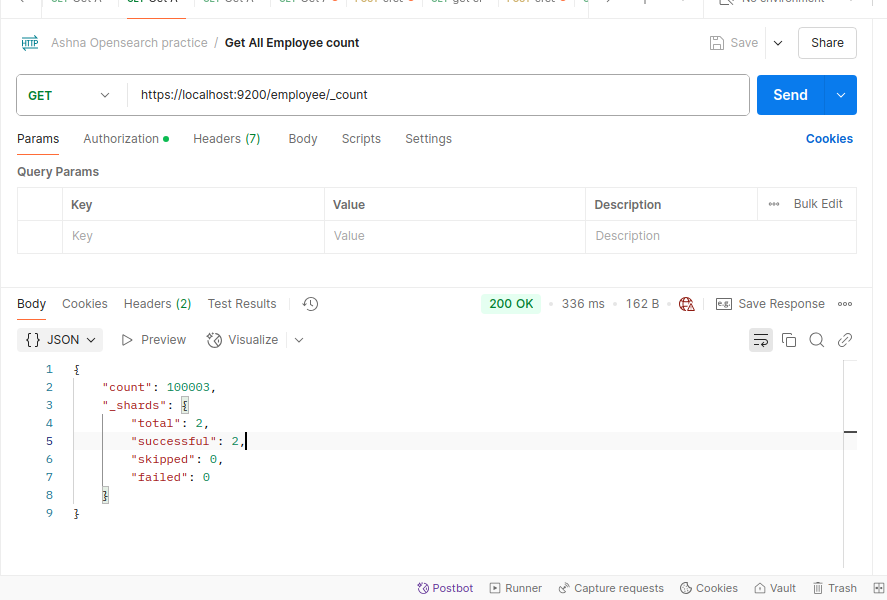 HTTP Ashna Opensearch practice / Get All Employee count Save Share
GET https://localhost:9200/employee/_count Send
Params Authorization Headers (7) Body Scripts Settings Cookies
Query Params
Key Value Description Bulk Edit
Key Value Description
Body Cookies Headers (2) Test Results 200 OK 336 ms 162 B e.g. Save Response
{} JSON Preview Visualize
1 {
2 "count": 100003,
3 "_shards": {
4 "total": 2,
5 "successful": 2,
6 "skipped": 0,
7 "failed": 0
8 }
9 }
Postbot Runner Capture requests Cookies Vault Trash